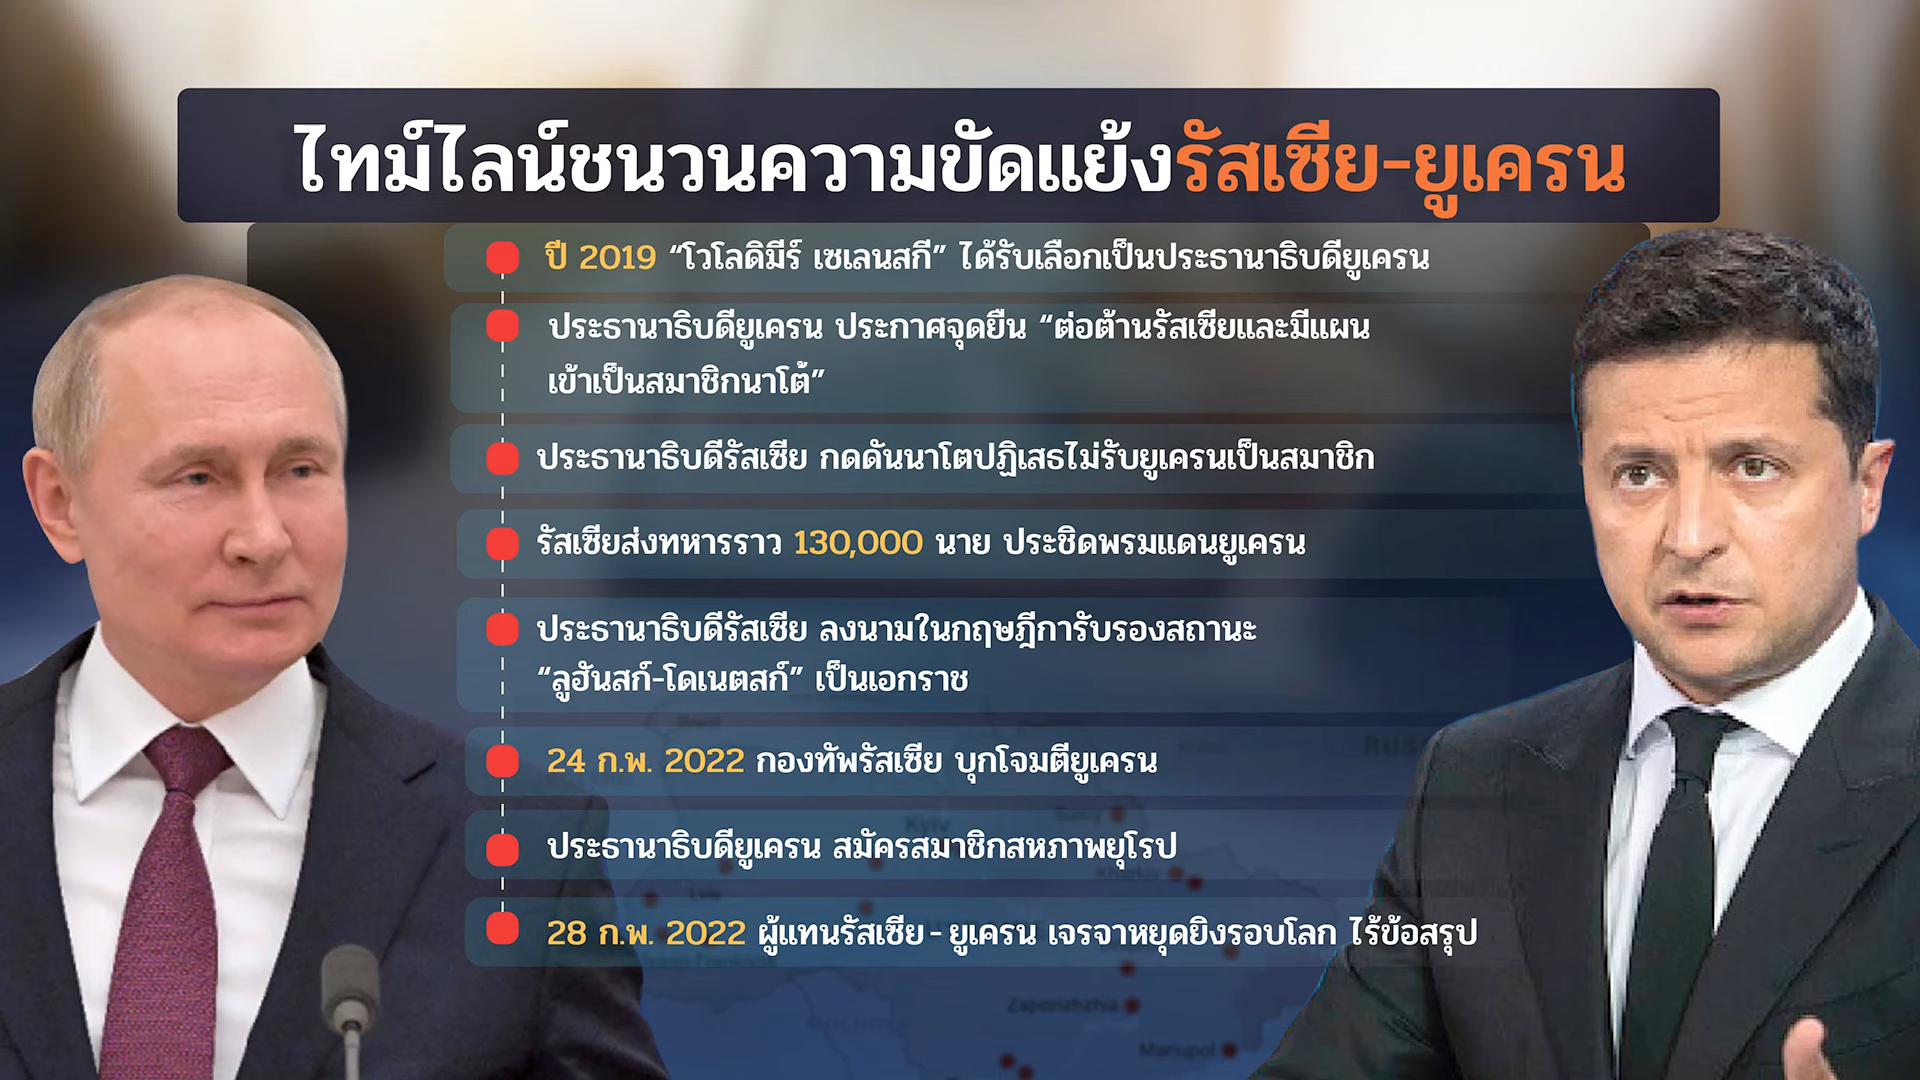 ไทม์ไลน์ชนวนความขัดแย้งรัสเซีย-ยูเครน
ปี 2019 “โวโลดิมีร์ เซเลนสกี” ได้รับเลือกเป็นประธานาธิบดียูเครน
ประธานาธิบดียูเครน ประกาศจุดยืน “ต่อต้านรัสเซียและมีแผน
เข้าเป็นสมาชิกนาโต้”
ประธานาธิบดีรัสเซีย กดดันนาโตปฏิเสธไม่รับยูเครนเป็นสมาชิก
รัสเซียส่งทหารราว 130,000 นาย ประชิดพรมแดนยูเครน
ประธานาธิบดีรัสเซีย ลงนามในกฤษฎีการับรองสถานะ
“ลูฮันสก์-โดเนตสก์” เป็นเอกราช
24 ก.พ. 2022 กองทัพรัสเซีย บุกโจมตียูเครน
Sumy
Kyiv
ประธานาธิบดียูเครน สมัครสมาชิกสหภาพยุโรป
Kharkiv
Lviv
28 ก.พ. 2022 ผู้แทนรัสเซีย - ยูเครน เจรจาหยุดยิงรอบโลก ไร้ข้อสรุป
Zaporizhzhia
MOLDOVA
Mariupol